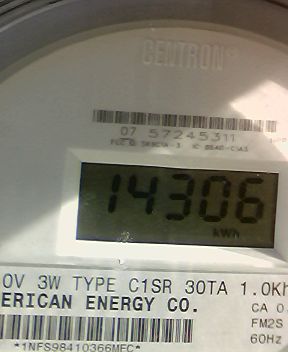 CENTRON®
07 57245311
14306
kWh
0V 3W TYPE C1SR 30TA 1.0Kh
ERICAN ENERGY CO.
CA 0.
FM2S
60Hz
*1NFS98410366MEC*